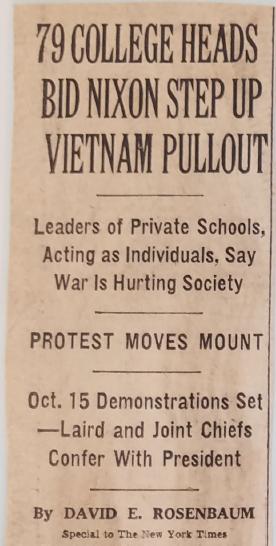 79 COLLEGE HEADS
BID NIXON STEP UP
VIETNAM PULLOUT
Leaders of Private Schools,
Acting as Individuals, Say
War Is Hurting Society
PROTEST MOVES MOUNT
Oct. 15 Demonstrations Set
—Laird and Joint Chiefs
Confer With President
By DAVID E. ROSENBAUM
Special to The New York Times